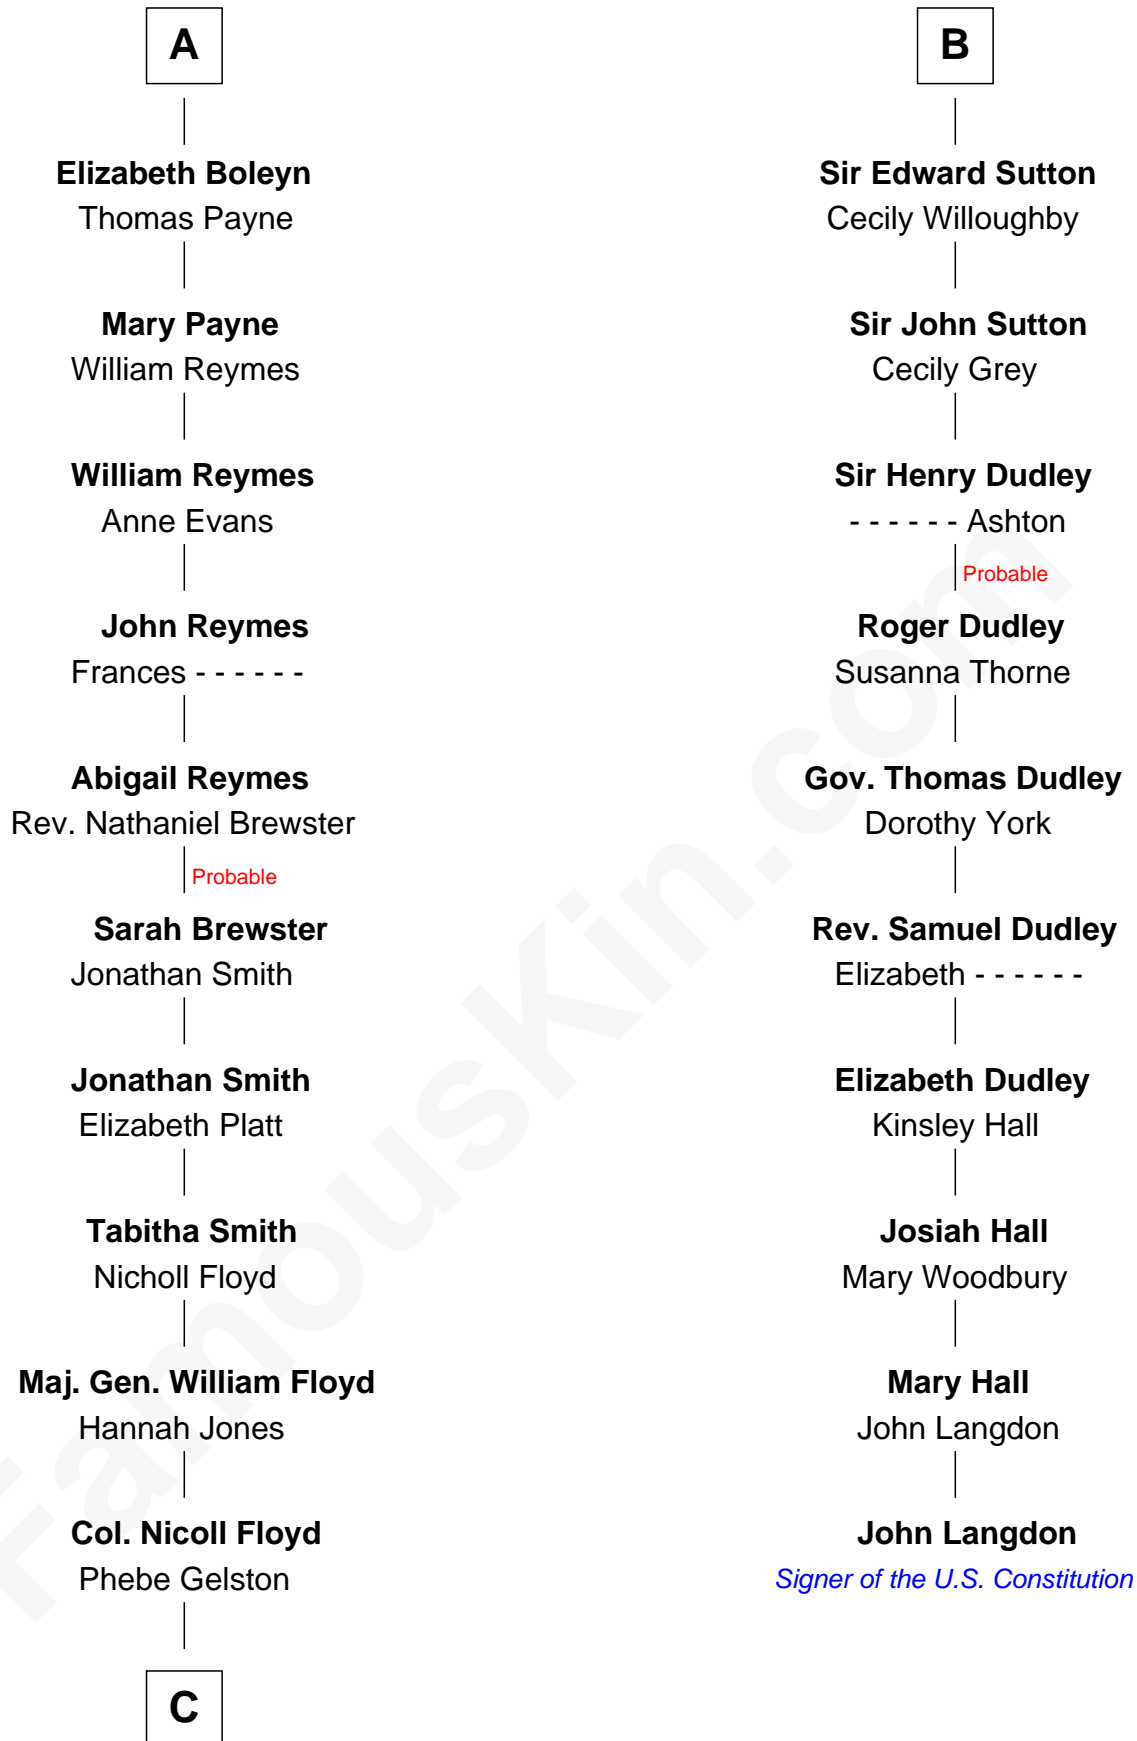 A
Elizabeth Boleyn
Thomas Payne
Mary Payne
William Reymes
William Reymes
Anne Evans
John Reymes
Frances - - - - - -
Abigail Reymes
Rev. Nathaniel Brewster
Probable
Sarah Brewster
Jonathan Smith
Jonathan Smith
Elizabeth Platt
Tabitha Smith
Nicholl Floyd
Maj. Gen. William Floyd
Hannah Jones
Col. Nicoll Floyd
Phebe Gelston
C
B
Sir Edward Sutton
Cecily Willoughby
Sir John Sutton
Cecily Grey
Sir Henry Dudley
- - - - - - Ashton
Probable
Roger Dudley
Susanna Thorne
Gov. Thomas Dudley
Dorothy York
Rev. Samuel Dudley
Elizabeth - - - - - -
Elizabeth Dudley
Kinsley Hall
Josiah Hall
Mary Woodbury
Mary Hall
John Langdon
John Langdon
Signer of the U.S. Constitution
FamousKin.com